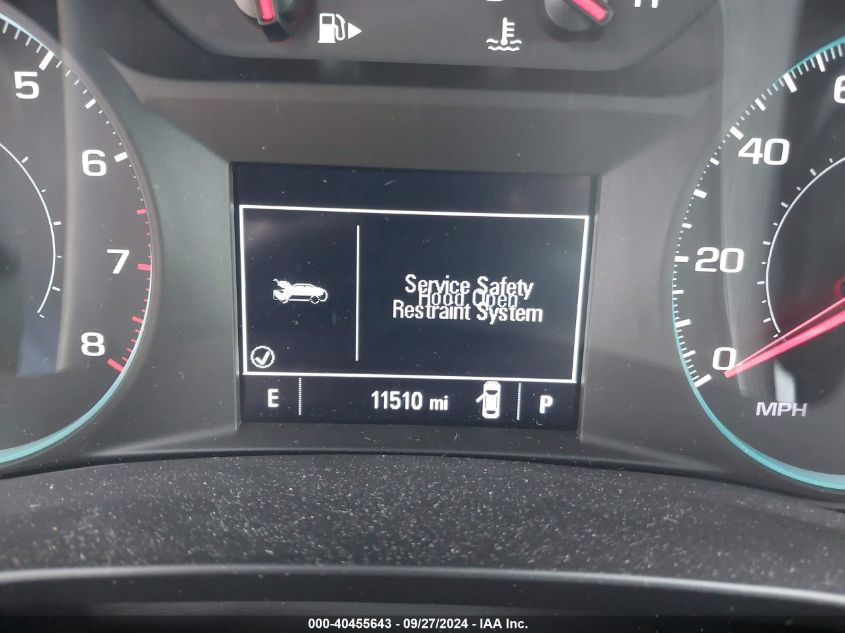 5
6
7
8
H
6
40
20
0
MPH
Service Safety
Hood Open
Restraint System
E
11510 mi
P
000-40455643 - 09/27/2024 - IAA Inc.